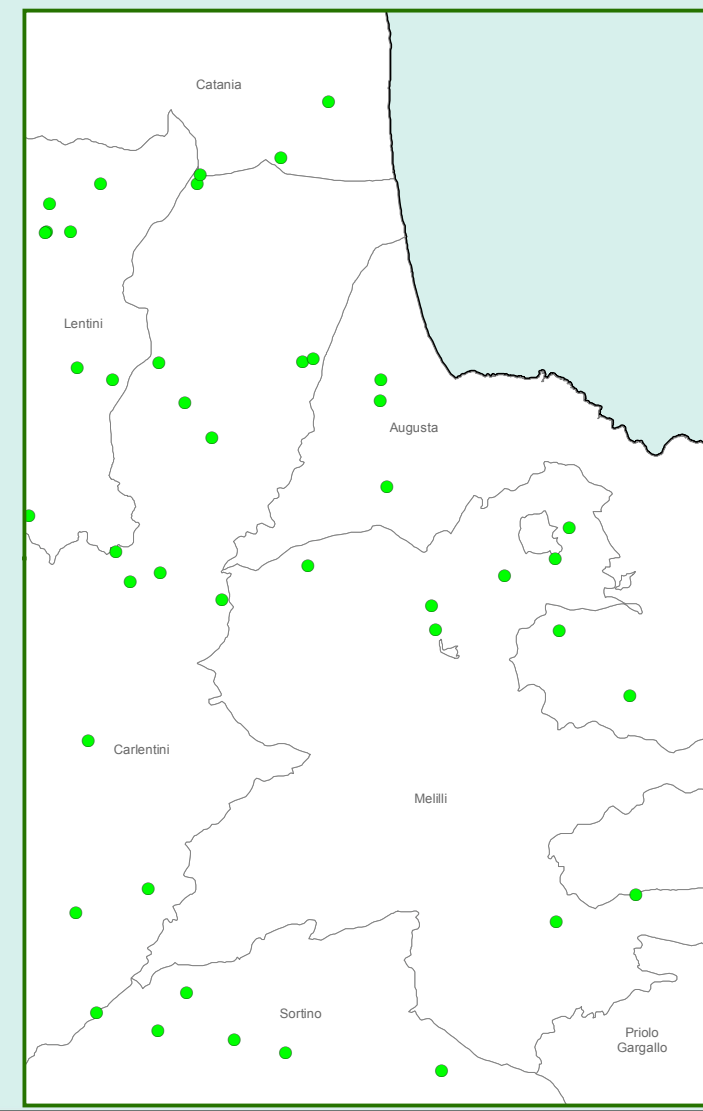 Catania
Lentini
Augusta
Carlentini
Melilli
Sortino
Priolo
Gargallo